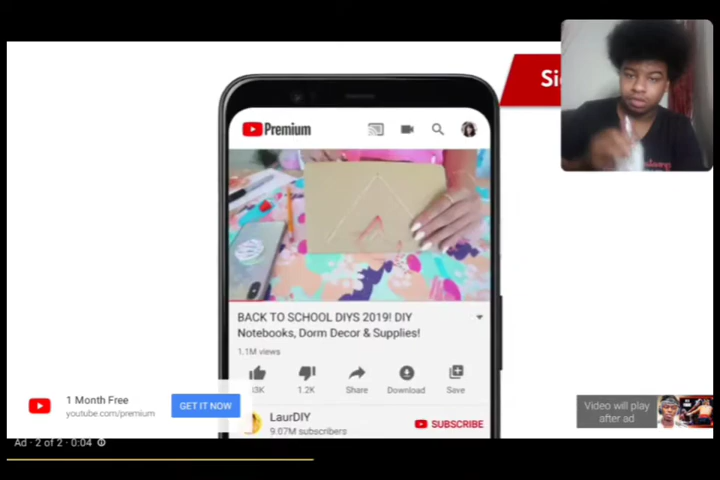 Premium
BACK TO SCHOOL DIYS 2019! DIY
Notebooks, Dorm Decor & Supplies!
1.1M views
1.2K
Share
Download
Save
LaurDIY
9.07M subscribers
SUBSCRIBE
1 Month Free
youtube.com/premium
GET IT NOW
Video will play
after ad
Ad · 2 of 2 · 0:04